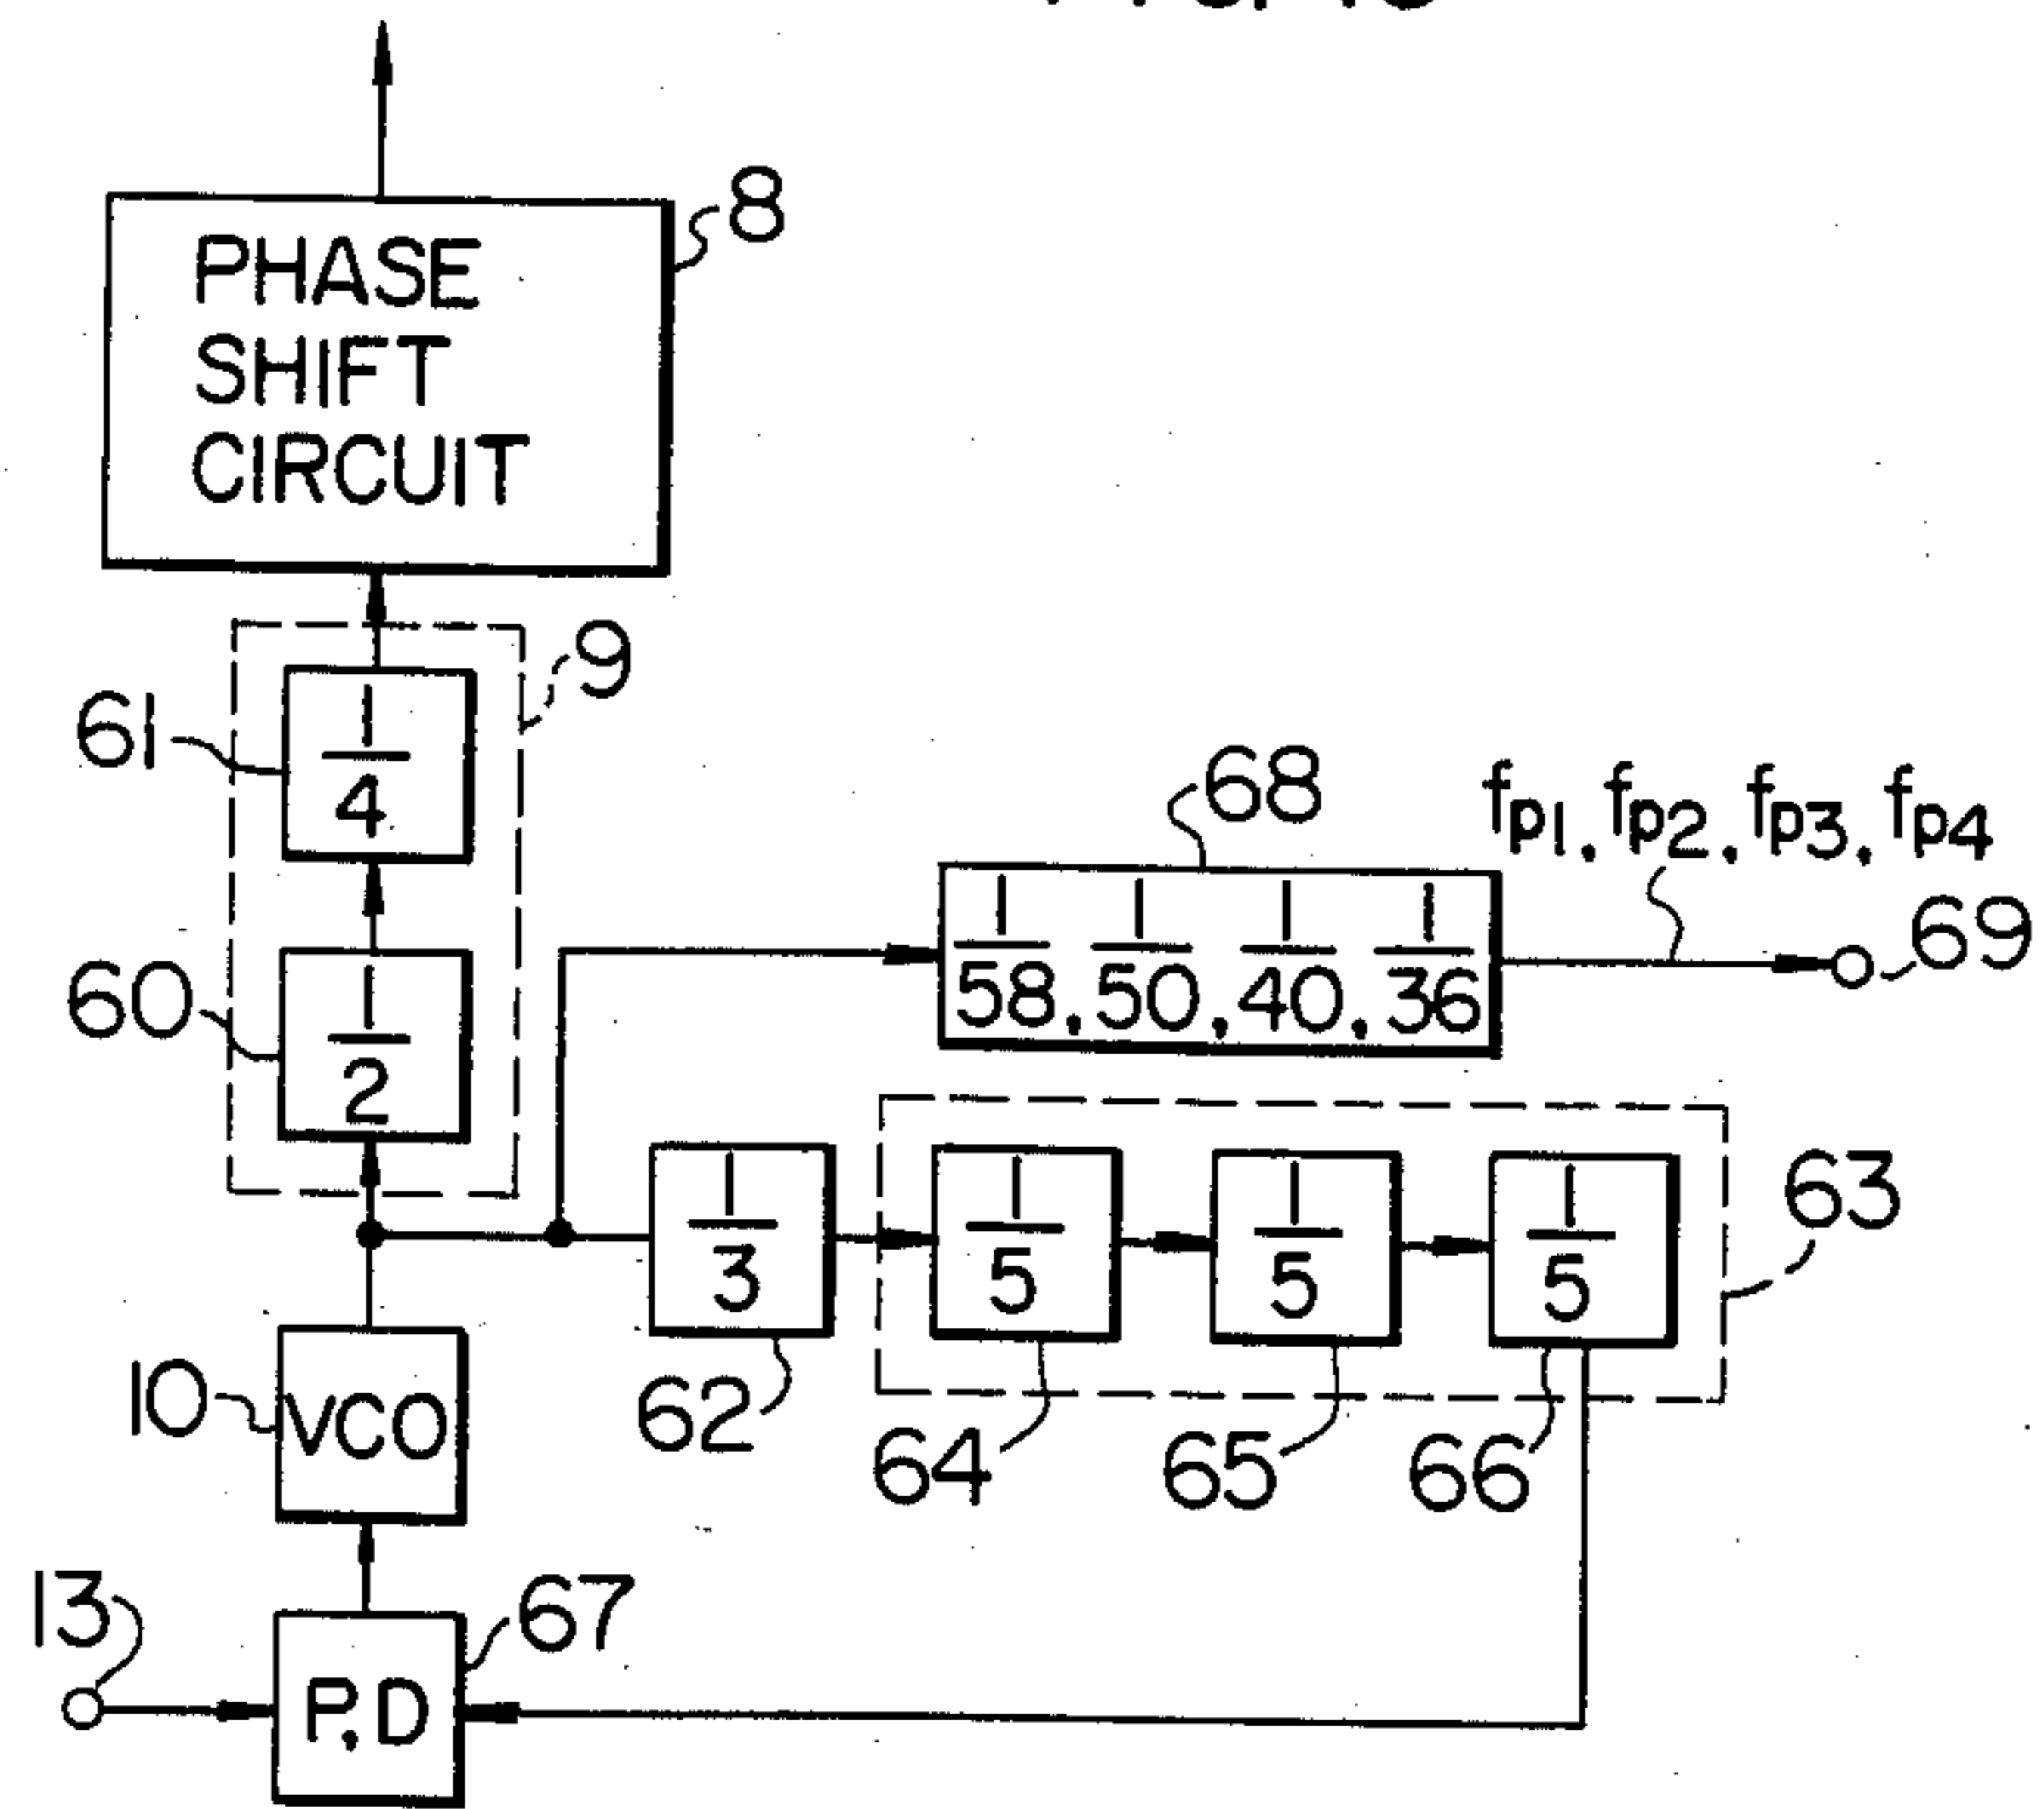 8
PHASE
SHIFT
CIRCUIT
9
61
1/4
68
fp1, fp2, fp3, fp4
69
60
1/2
1/58, 1/50, 1/40, 1/36
63
1/3
1/5
1/5
1/5
10
VCO
62
64
65
66
13
67
P.D